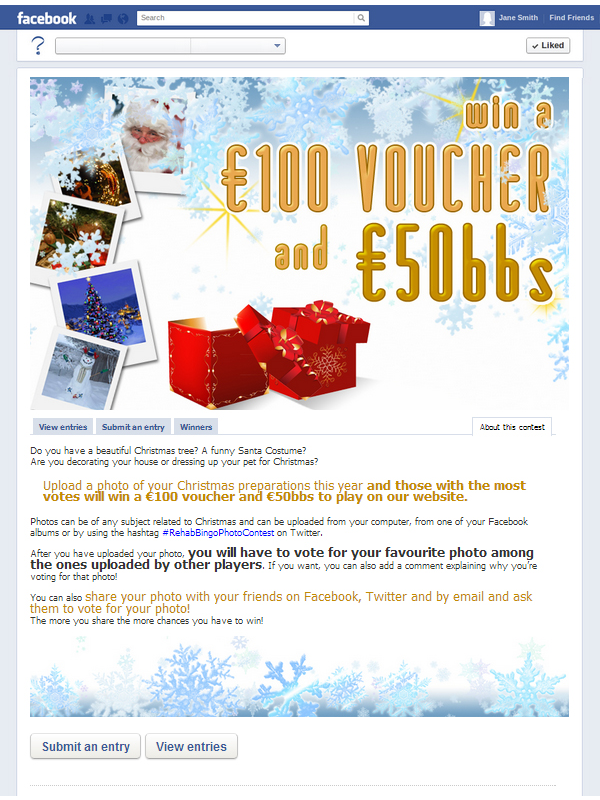 facebook
Search
Jane Smith
Find Friends
?
Liked
win a
€100 VOUCHER
and €50bbs
View entries
Submit an entry
Winners
About this contest
Do you have a beautiful Christmas tree? A funny Santa Costume?
Are you decorating your house or dressing up your pet for Christmas?
Upload a photo of your Christmas preparations this year and those with the most
votes will win a €100 voucher and €50bbs to play on our website.
Photos can be of any subject related to Christmas and can be uploaded from your computer, from one of your Facebook
albums or by using the hashtag #RehabBingoPhotoContest on Twitter.
After you have uploaded your photo, you will have to vote for your favourite photo among
the ones uploaded by other players. If you want, you can also add a comment explaining why you're
voting for that photo!
You can also share your photo with your friends on Facebook, Twitter and by email and ask
them to vote for your photo!
The more you share the more chances you have to win!
Submit an entry
View entries